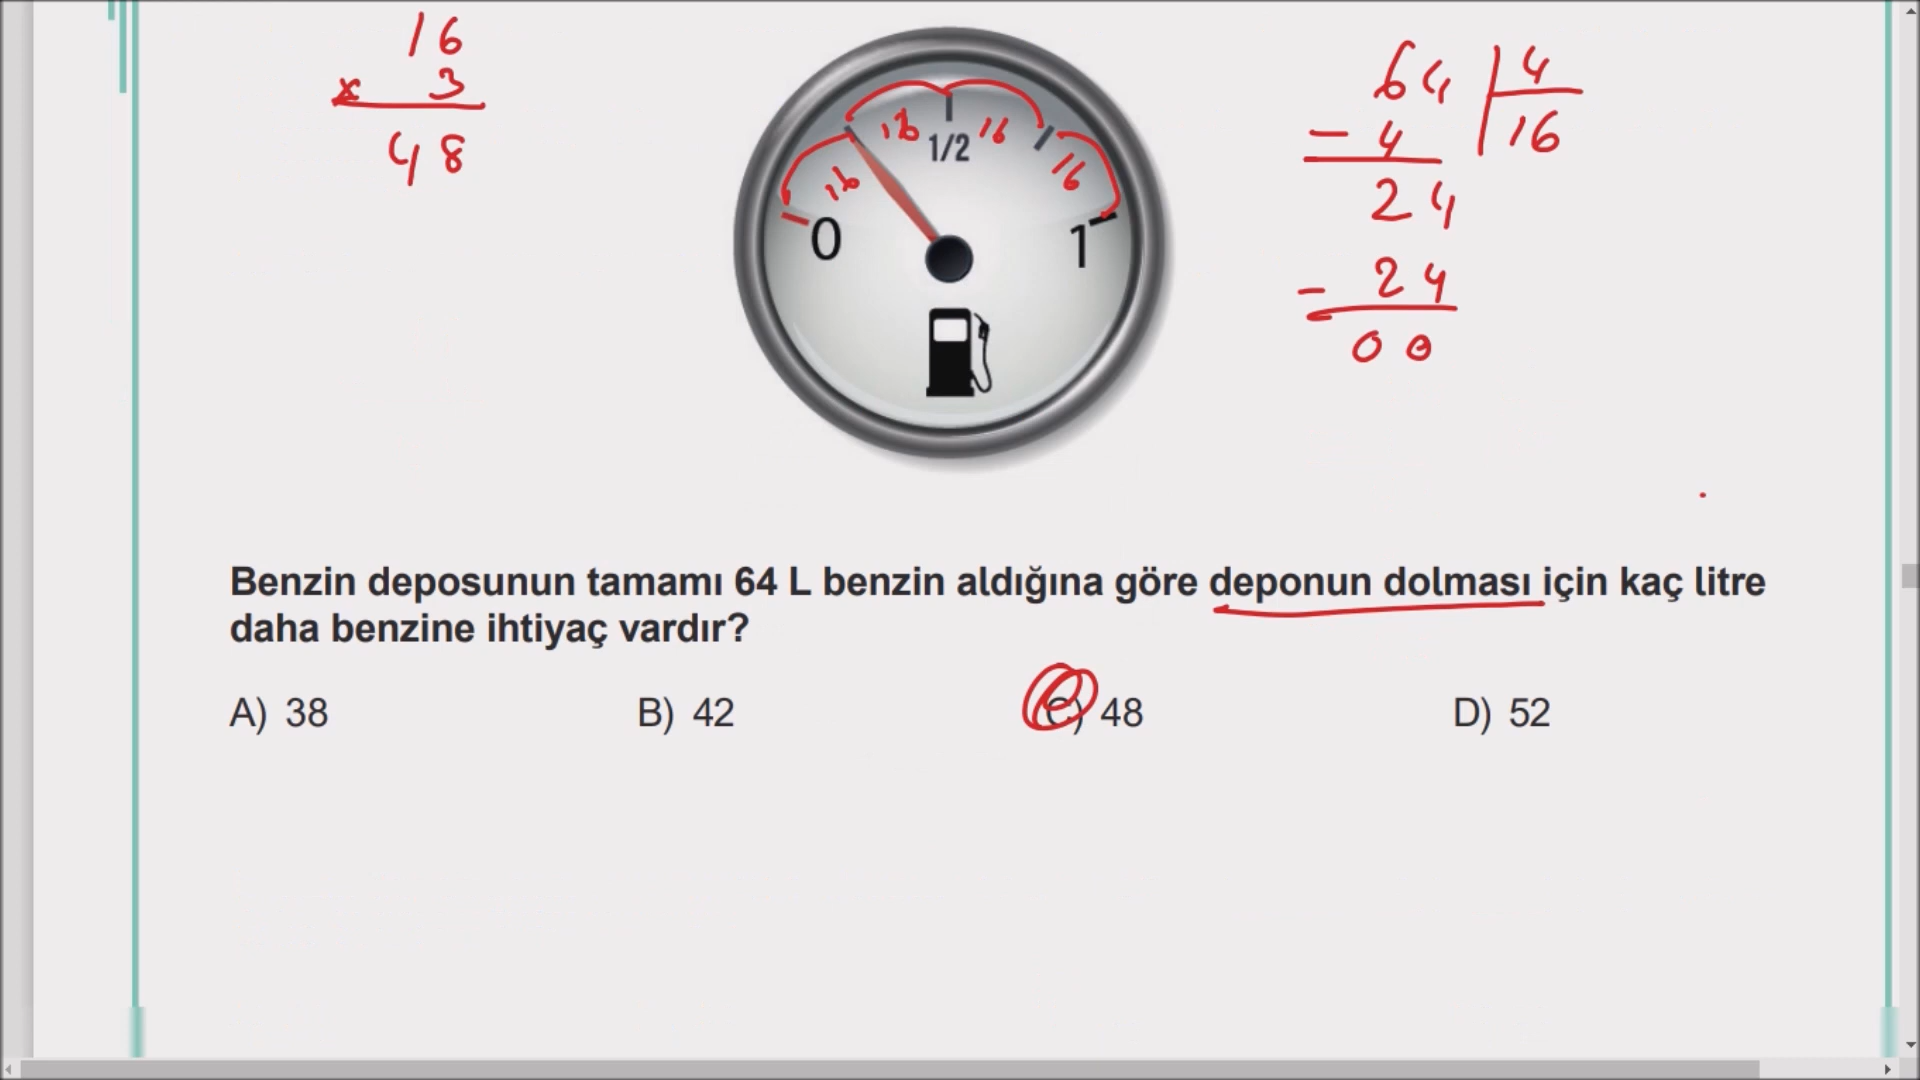 16
x 3
48
16
16
16
16
1/2
0
1
64 4
- 4 16
24
- 24
00
Benzin deposunun tamamı 64 L benzin aldığına göre deponun dolması için kaç litre
daha benzine ihtiyaç vardır?
A) 38 B) 42 C) 48 D) 52